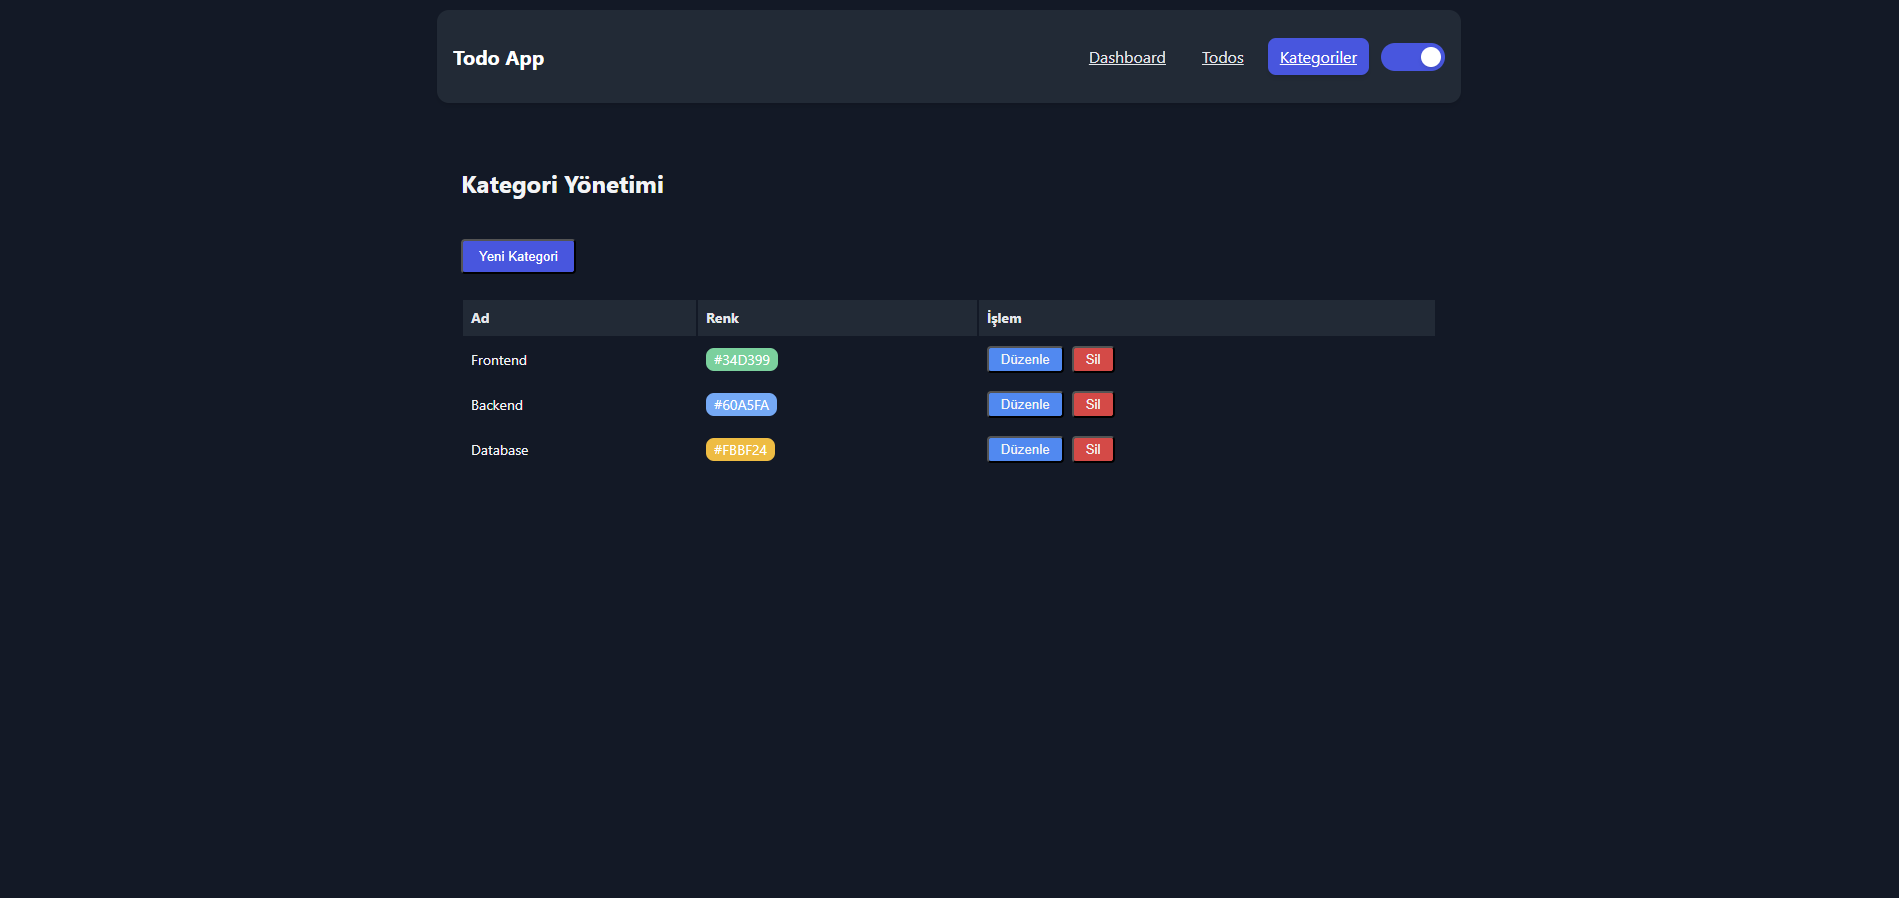 Todo App Dashboard Todos Kategoriler
Kategori Yönetimi
Yeni Kategori
Ad Renk İşlem
Frontend #34D399 Düzenle Sil
Backend #60A5FA Düzenle Sil
Database #FBBF24 Düzenle Sil